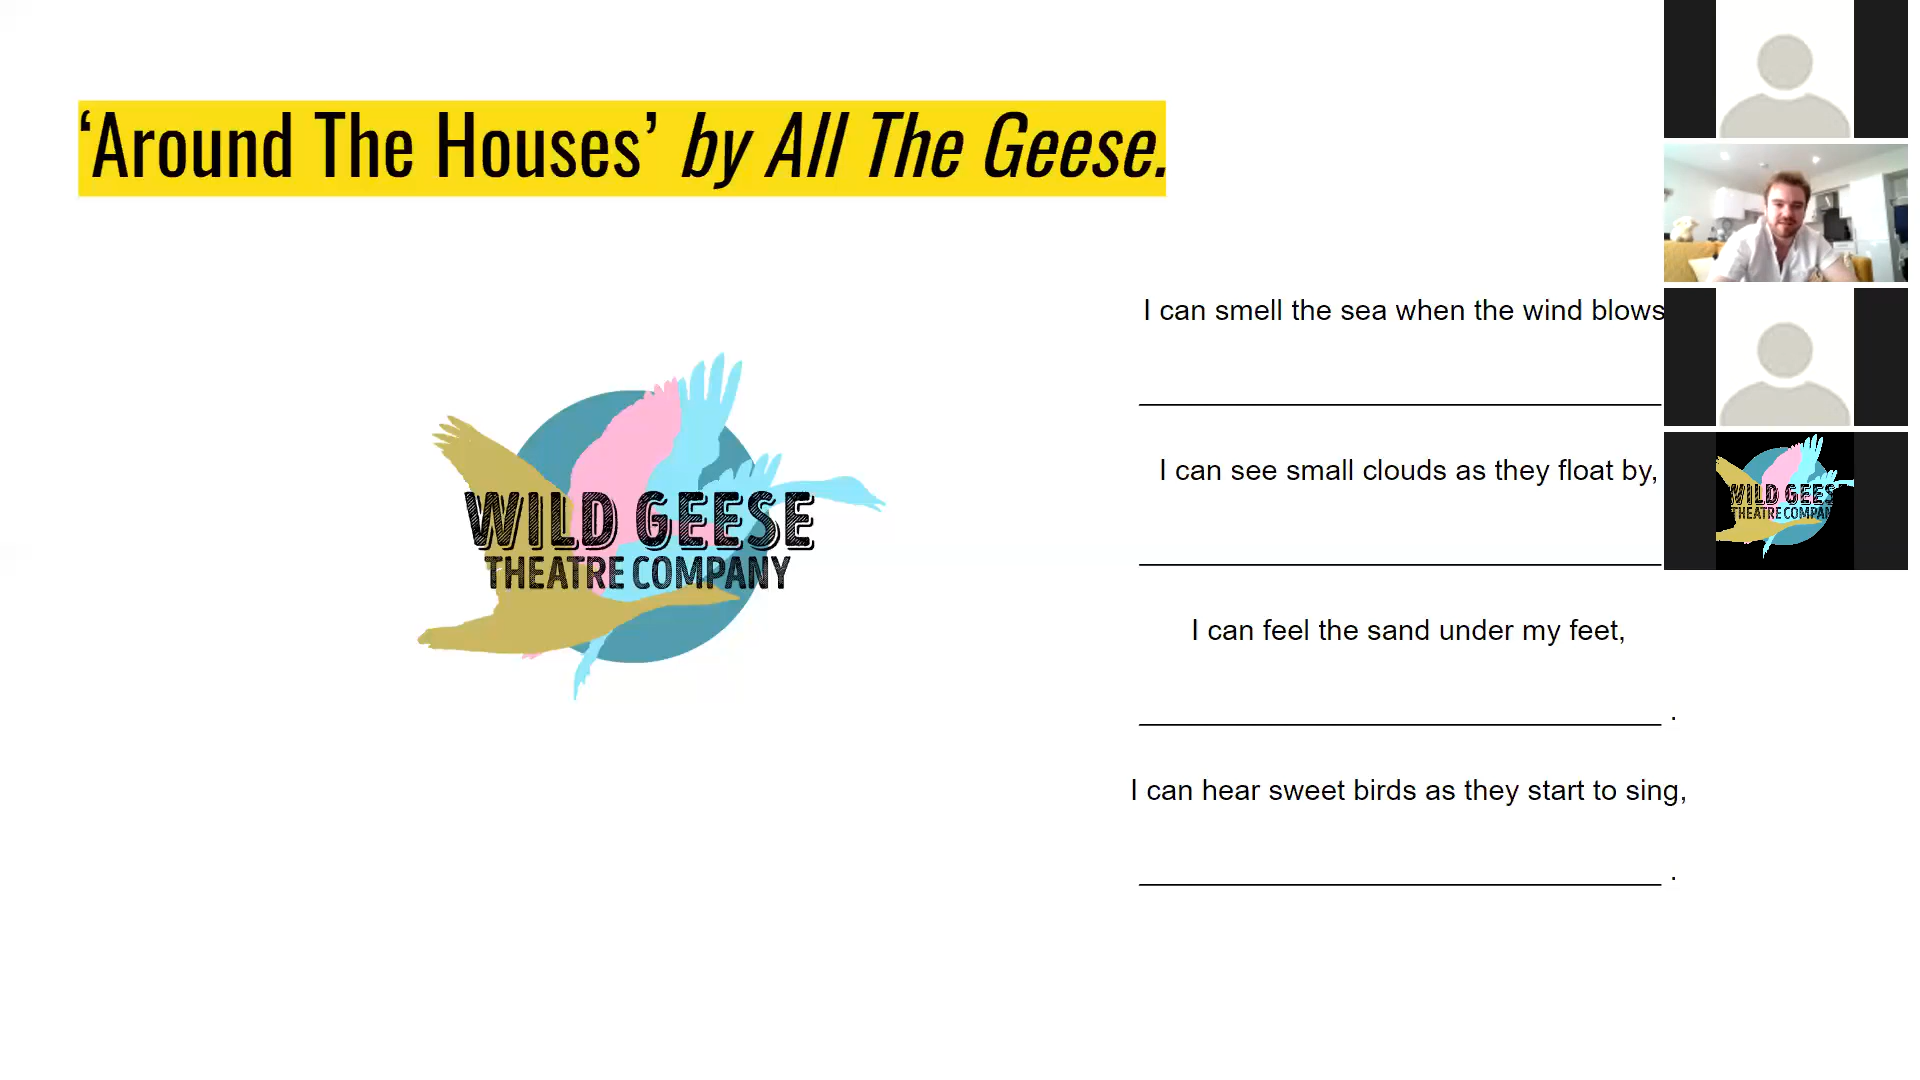 ‘Around The Houses’ by All The Geese.
I can smell the sea when the wind blows
I can see small clouds as they float by,
I can feel the sand under my feet,
.
I can hear sweet birds as they start to sing,
.
WILD GEESE
THEATRE COMPANY
WILD GEES
THEATRE COMPAN